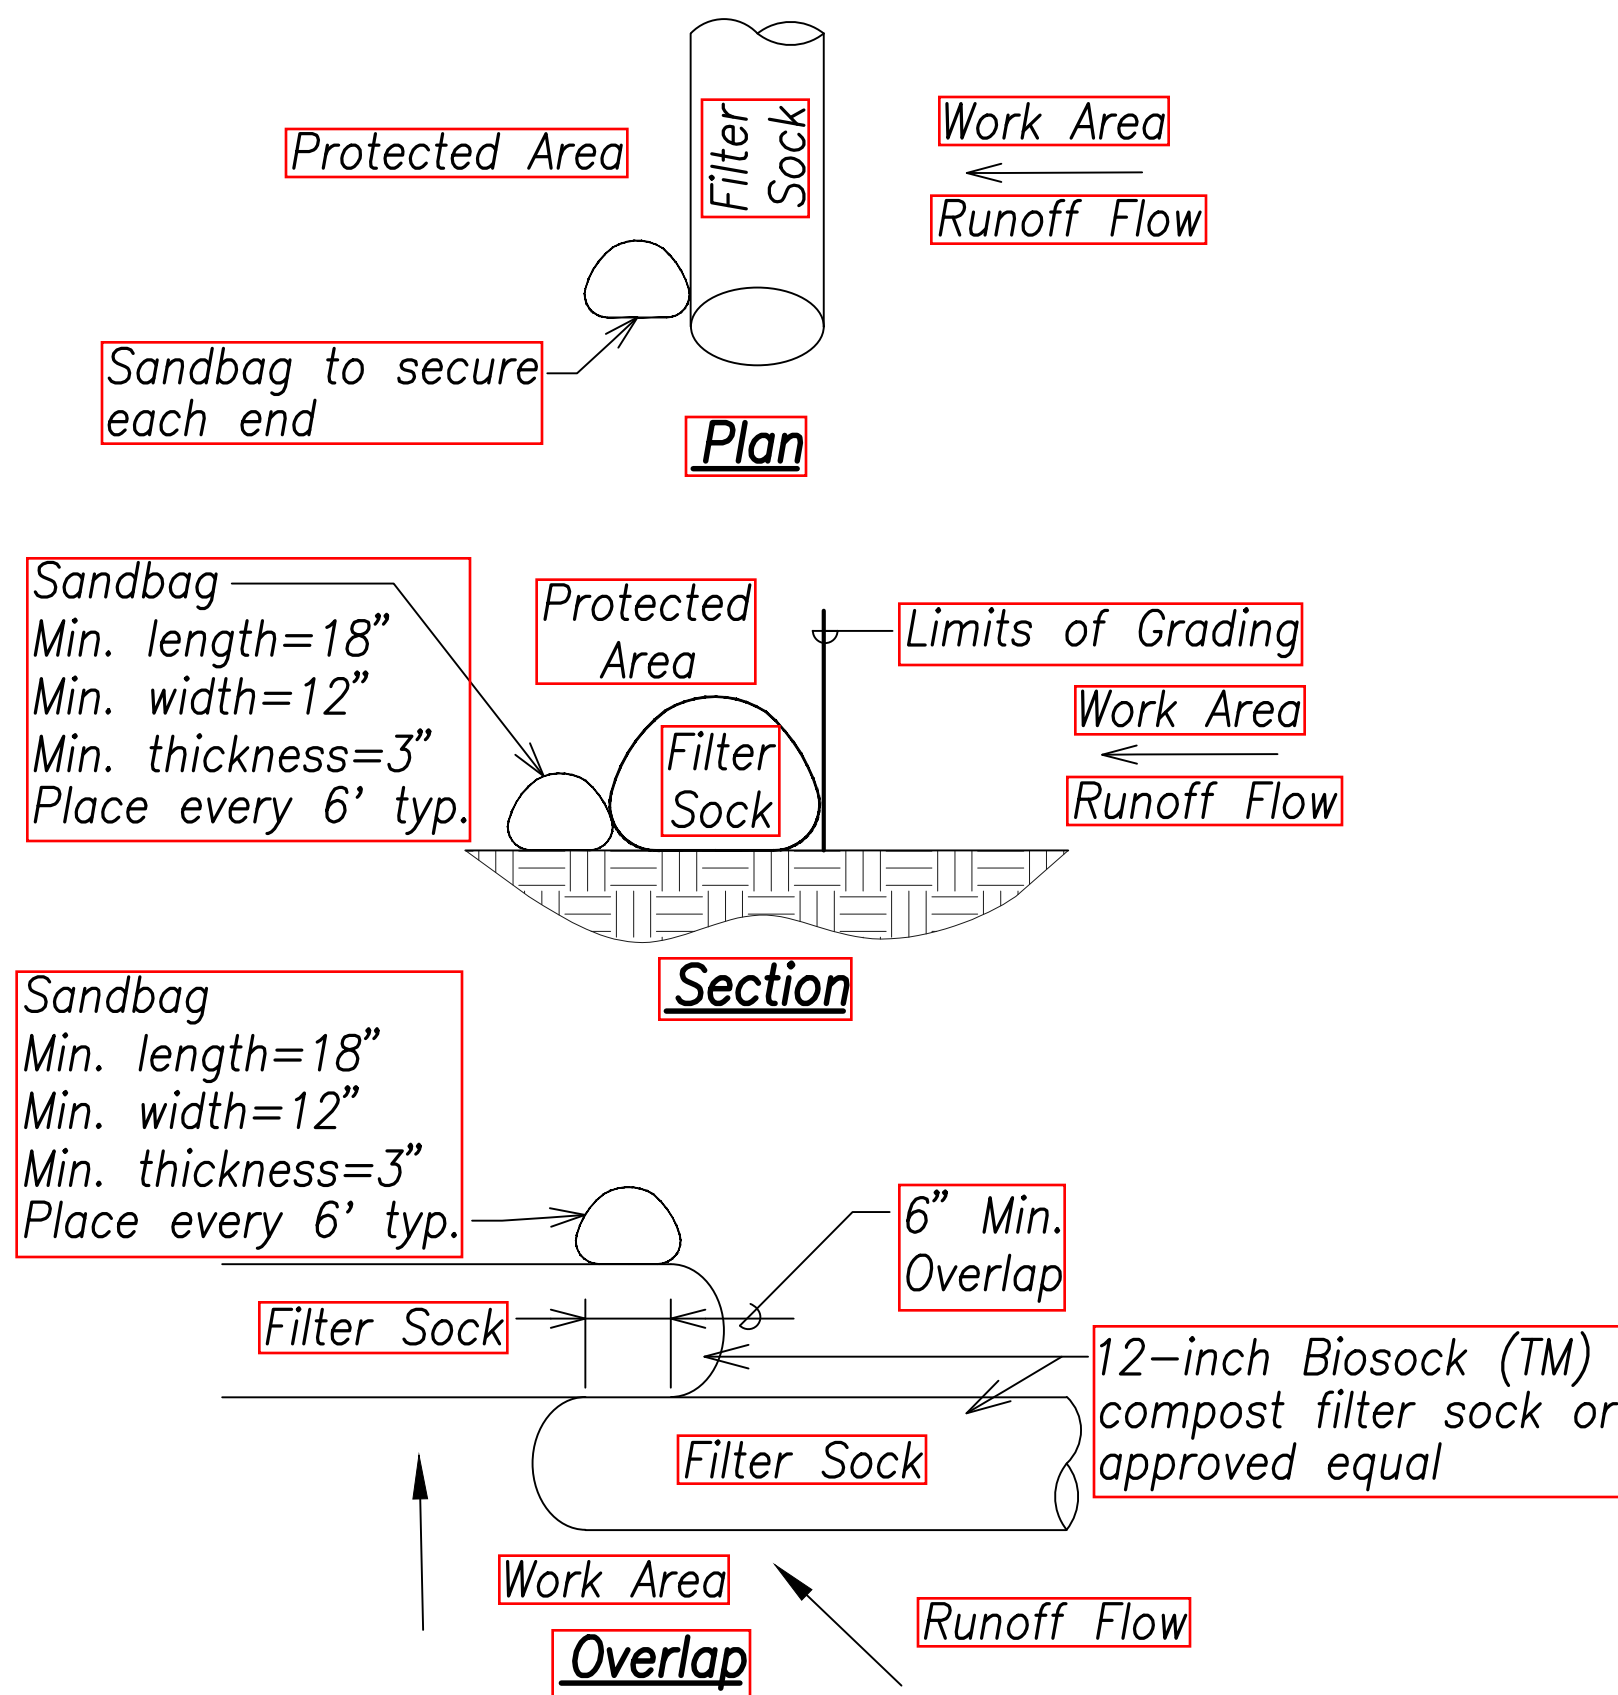 Protected Area
Filter
Sock
Work Area
Runoff Flow
Sandbag to secure
each end
Plan
Sandbag
Min. length=18”
Min. width=12”
Min. thickness=3”
Place every 6’ typ.
Protected
Area
Limits of Grading
Work Area
Runoff Flow
Filter
Sock
Section
Sandbag
Min. length=18”
Min. width=12”
Min. thickness=3”
Place every 6’ typ.
6” Min.
Overlap
Filter Sock
12-inch Biosock (TM)
compost filter sock or
approved equal
Filter Sock
Work Area
Runoff Flow
Overlap